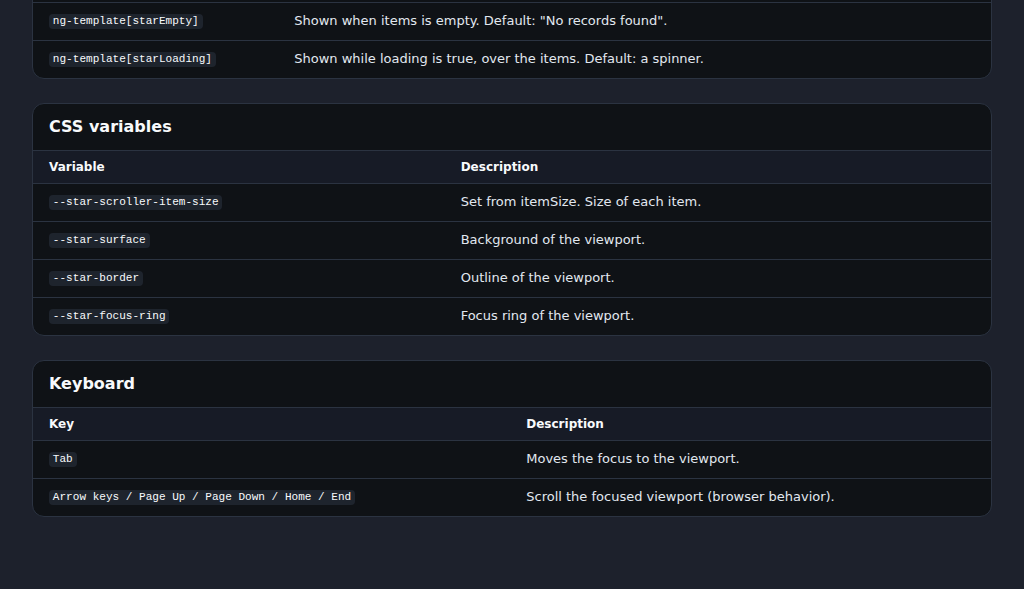 ng-template[starEmpty] Shown when items is empty. Default: "No records found".
ng-template[starLoading] Shown while loading is true, over the items. Default: a spinner.
CSS variables
Variable Description
--star-scroller-item-size Set from itemSize. Size of each item.
--star-surface Background of the viewport.
--star-border Outline of the viewport.
--star-focus-ring Focus ring of the viewport.
Keyboard
Key Description
Tab Moves the focus to the viewport.
Arrow keys / Page Up / Page Down / Home / End Scroll the focused viewport (browser behavior).